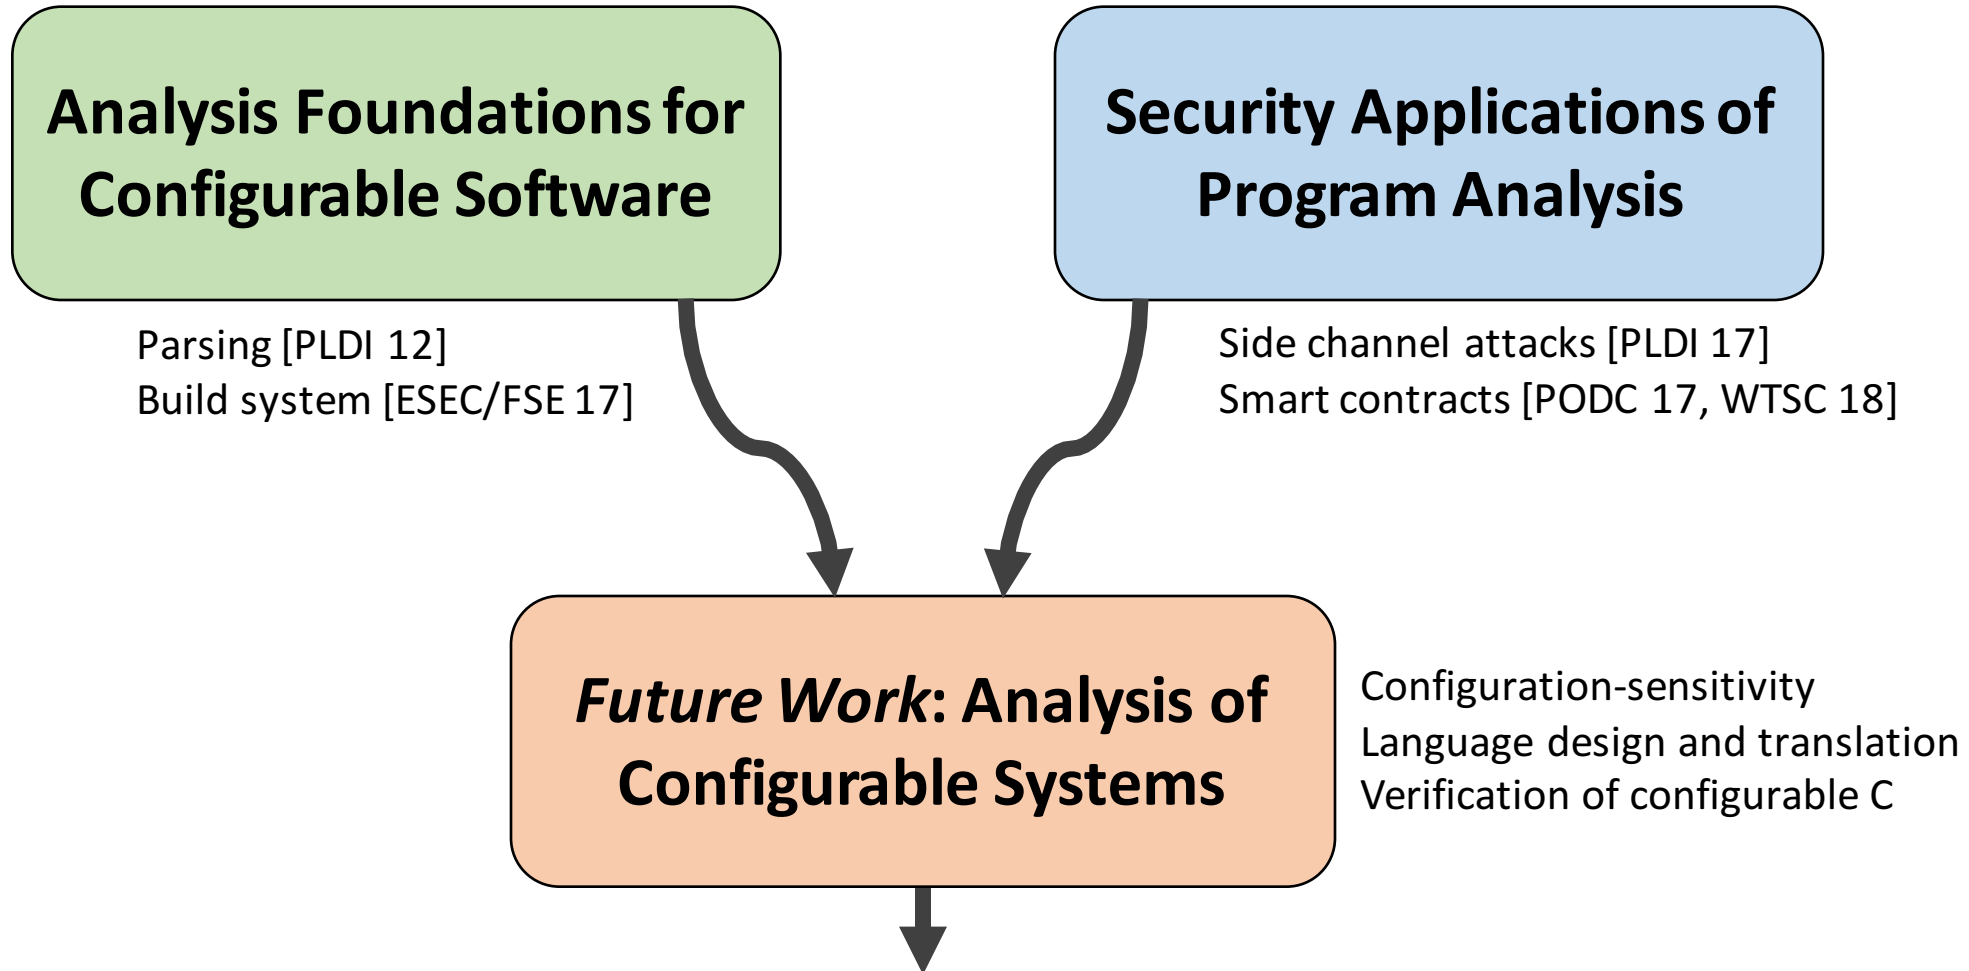 Analysis Foundations for
Configurable Software
Security Applications of
Program Analysis
Parsing [PLDI 12]
Build system [ESEC/FSE 17]
Side channel attacks [PLDI 17]
Smart contracts [PODC 17, WTSC 18]
Future Work: Analysis of
Configurable Systems
Configuration-sensitivity
Language design and translation
Verification of configurable C